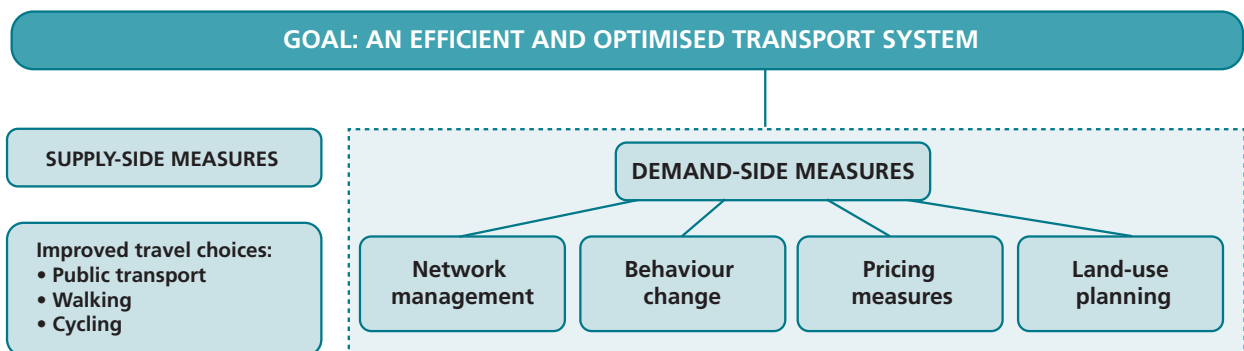 GOAL: AN EFFICIENT AND OPTIMISED TRANSPORT SYSTEM
SUPPLY-SIDE MEASURES
Improved travel choices:
• Public transport
• Walking
• Cycling
DEMAND-SIDE MEASURES
Network
management
Behaviour
change
Pricing
measures
Land-use
planning